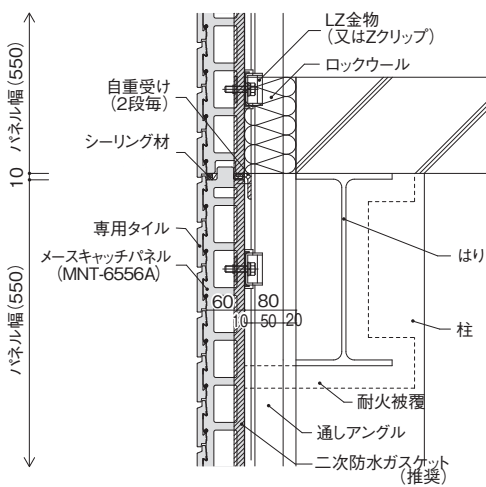 LZ金物
(又はZクリップ)
ロックウール
自重受け
(2段毎)
シーリング材
パネル幅(550)
10
専用タイル
メースキャッチパネル
(MNT-6556A)
はり
60
80
10
50
20
柱
パネル幅(550)
耐火被覆
通しアングル
二次防水ガスケット
(推奨)